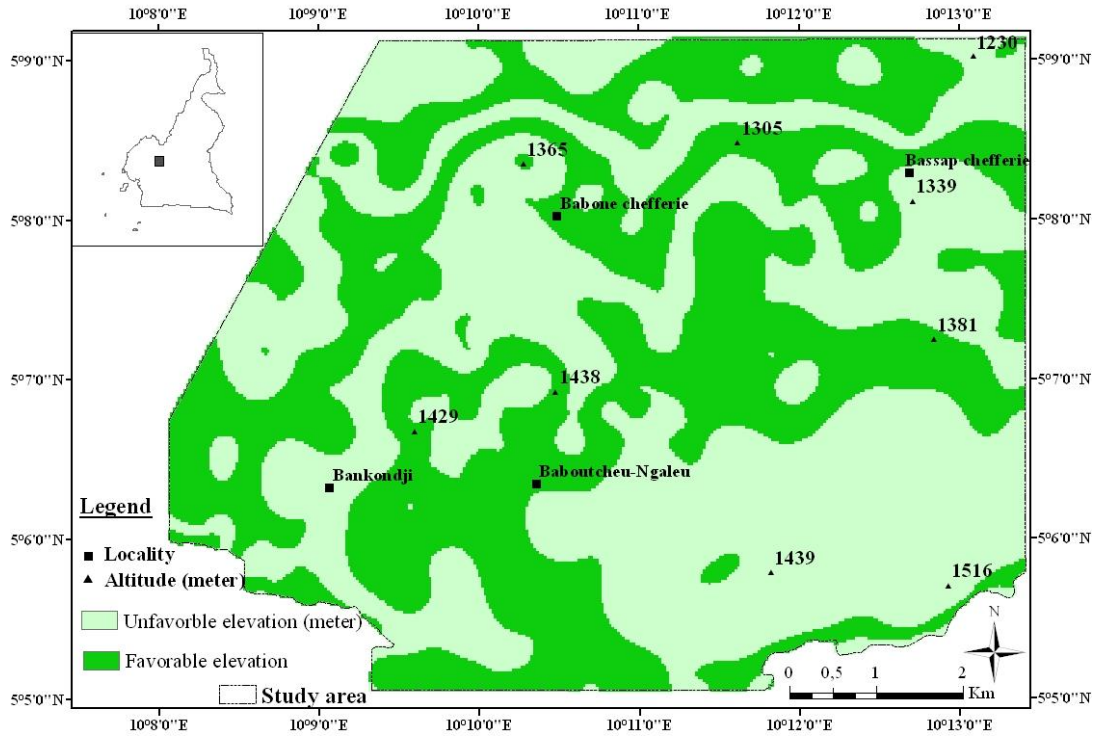 10°8'0''E 10°9'0''E 10°10'0''E 10°11'0''E 10°12'0''E 10°13'0''E
5°9'0''N 5°9'0''N
1230
1305
1365
Bassap chefferie
1339
Babone chefferie
5°8'0''N 5°8'0''N
1381
1438
5°7'0''N 5°7'0''N
1429
Bankondji
Baboutcheu-Ngaleu
Legend
Locality
Altitude (meter)
Unfavorble elevation (meter)
Favorable elevation
Study area
5°6'0''N 5°6'0''N
1439
1516
N
0 0,5 1 2
Km
5°5'0''N 5°5'0''N
10°8'0''E 10°9'0''E 10°10'0''E 10°11'0''E 10°12'0''E 10°13'0''E